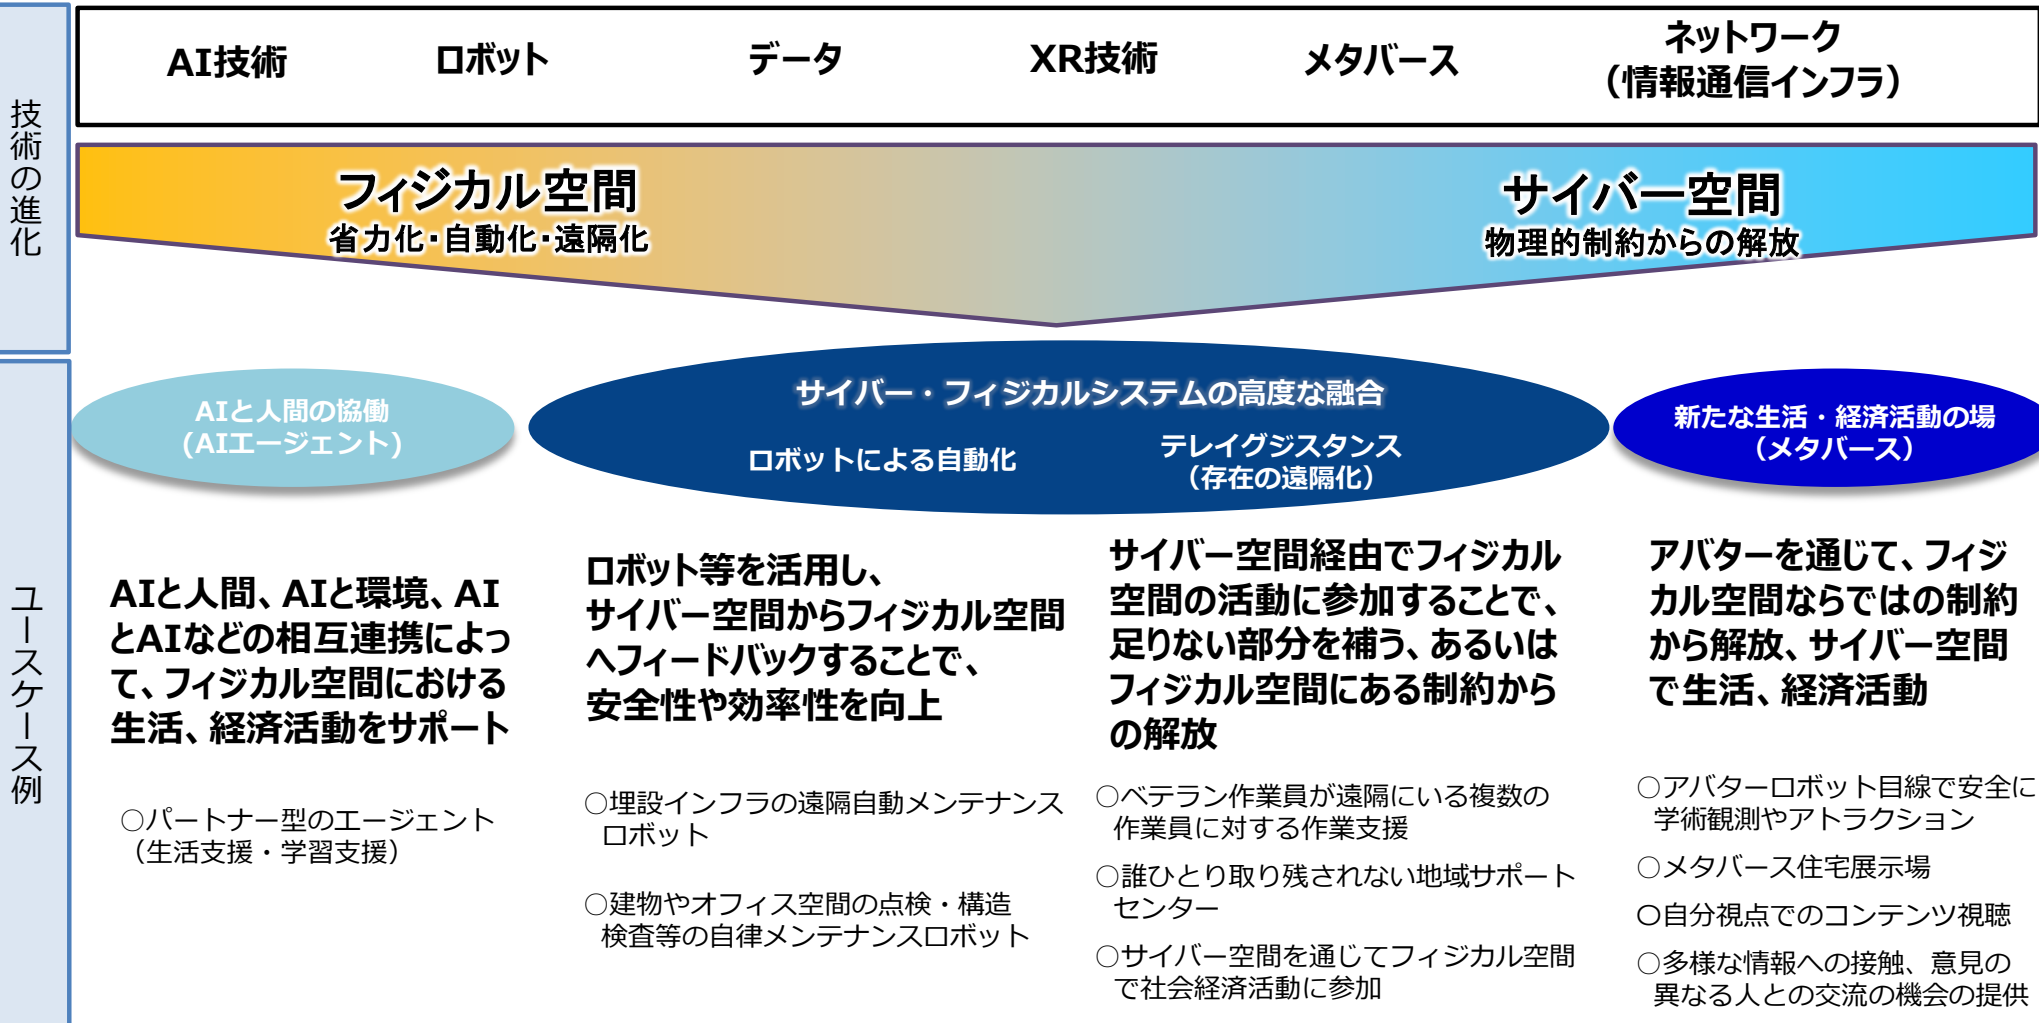 技術の進化
AI技術
ロボット
データ
XR技術
メタバース
ネットワーク
（情報通信インフラ）
フィジカル空間
省力化・自動化・遠隔化
サイバー空間
物理的制約からの解放
ユースケース例
AIと人間の協働
(AIエージェント)
サイバー・フィジカルシステムの高度な融合
ロボットによる自動化
テレイグジスタンス
（存在の遠隔化）
新たな生活・経済活動の場
（メタバース）
AIと人間、AIと環境、AI
とAIなどの相互連携によっ
て、フィジカル空間における
生活、経済活動をサポート
○パートナー型のエージェント
（生活支援・学習支援）
ロボット等を活用し、
サイバー空間からフィジカル空間
へフィードバックすることで、
安全性や効率性を向上
○埋設インフラの遠隔自動メンテナンス
ロボット
○建物やオフィス空間の点検・構造
検査等の自律メンテナンスロボット
サイバー空間経由でフィジカル
空間の活動に参加することで、
足りない部分を補う、あるいは
フィジカル空間にある制約から
の解放
○ベテラン作業員が遠隔にいる複数の
作業員に対する作業支援
○誰ひとり取り残されない地域サポート
センター
○サイバー空間を通じてフィジカル空間
で社会経済活動に参加
アバターを通じて、フィジ
カル空間ならではの制約
から解放、サイバー空間
で生活、経済活動
○アバターロボット目線で安全に
学術観測やアトラクション
○メタバース住宅展示場
○自分視点でのコンテンツ視聴
○多様な情報への接触、意見の
異なる人との交流の機会の提供